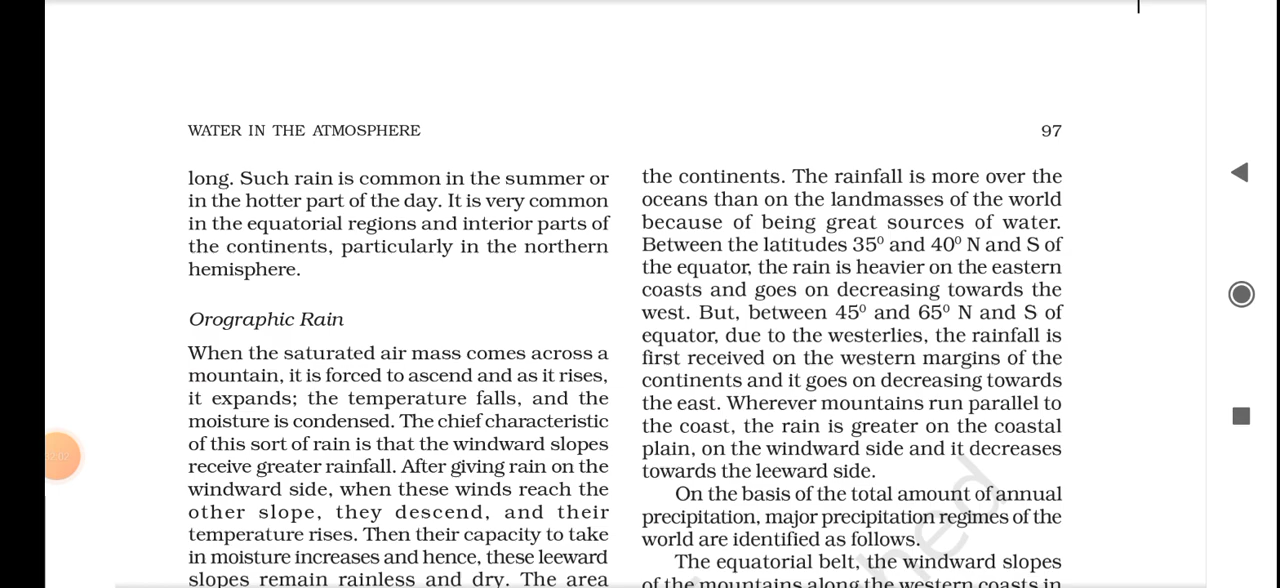 WATER IN THE ATMOSPHERE
97
long. Such rain is common in the summer or
in the hotter part of the day. It is very common
in the equatorial regions and interior parts of
the continents, particularly in the northern
hemisphere.
Orographic Rain
When the saturated air mass comes across a
mountain, it is forced to ascend and as it rises,
it expands; the temperature falls, and the
moisture is condensed. The chief characteristic
of this sort of rain is that the windward slopes
receive greater rainfall. After giving rain on the
windward side, when these winds reach the
other slope, they descend, and their
temperature rises. Then their capacity to take
in moisture increases and hence, these leeward
slopes remain rainless and dry. The area
the continents. The rainfall is more over the
oceans than on the landmasses of the world
because of being great sources of water.
Between the latitudes 35⁰ and 40⁰ N and S of
the equator, the rain is heavier on the eastern
coasts and goes on decreasing towards the
west. But, between 45⁰ and 65⁰ N and S of
equator, due to the westerlies, the rainfall is
first received on the western margins of the
continents and it goes on decreasing towards
the east. Wherever mountains run parallel to
the coast, the rain is greater on the coastal
plain, on the windward side and it decreases
towards the leeward side.
On the basis of the total amount of annual
precipitation, major precipitation regimes of the
world are identified as follows.
The equatorial belt, the windward slopes
of the mountains along the western coasts in
hed